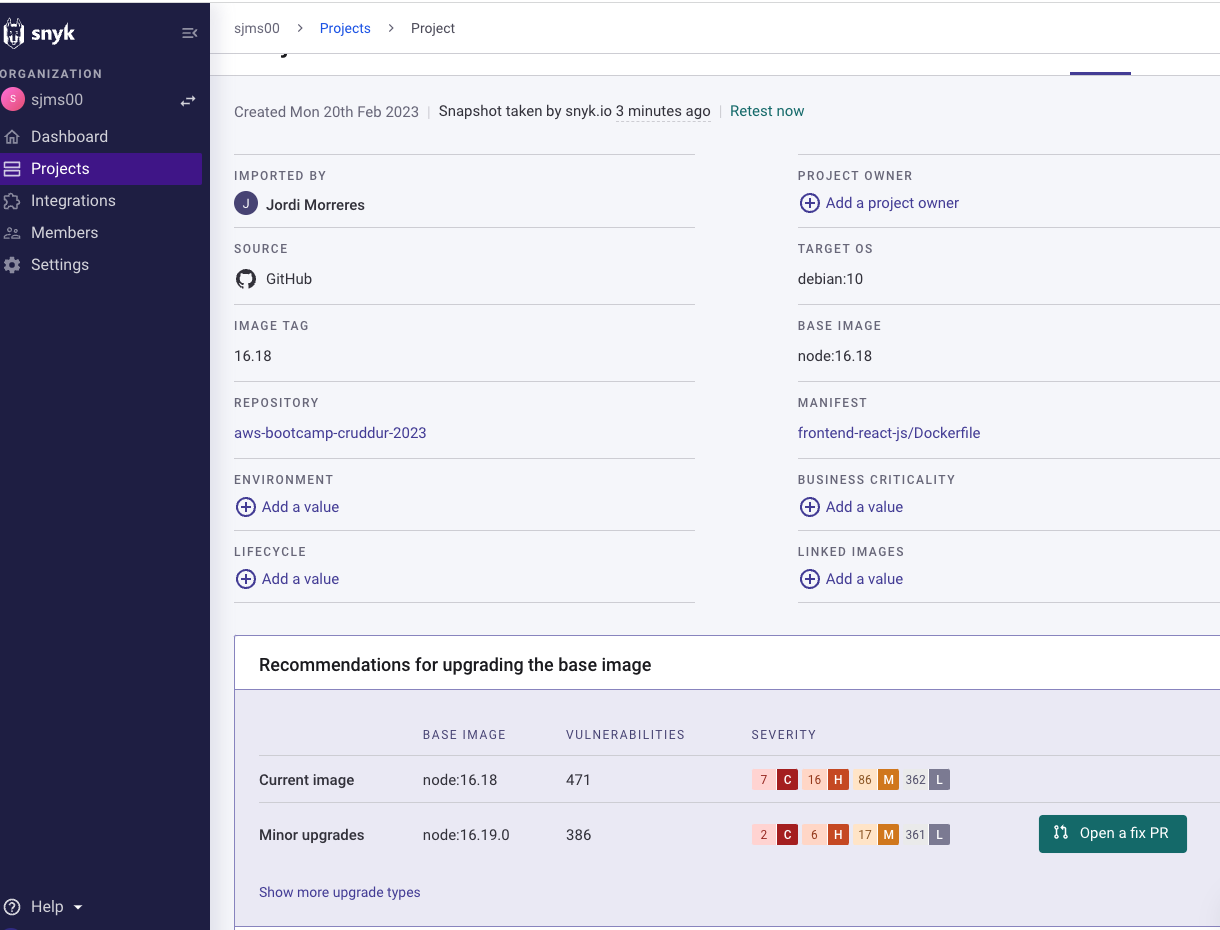 snyk
sjms00 > Projects > Project
ORGANIZATION
S sjms00
Dashboard
Projects
Integrations
Members
Settings
Help
Created Mon 20th Feb 2023 | Snapshot taken by snyk.io 3 minutes ago | Retest now
IMPORTED BY
J Jordi Morreres
PROJECT OWNER
Add a project owner
SOURCE
GitHub
TARGET OS
debian:10
IMAGE TAG
16.18
BASE IMAGE
node:16.18
REPOSITORY
aws-bootcamp-cruddur-2023
MANIFEST
frontend-react-js/Dockerfile
ENVIRONMENT
Add a value
BUSINESS CRITICALITY
Add a value
LIFECYCLE
Add a value
LINKED IMAGES
Add a value
Recommendations for upgrading the base image
BASE IMAGE VULNERABILITIES SEVERITY
Current image node:16.18 471 7 C 16 H 86 M 362 L
Minor upgrades node:16.19.0 386 2 C 6 H 17 M 361 L Open a fix PR
Show more upgrade types